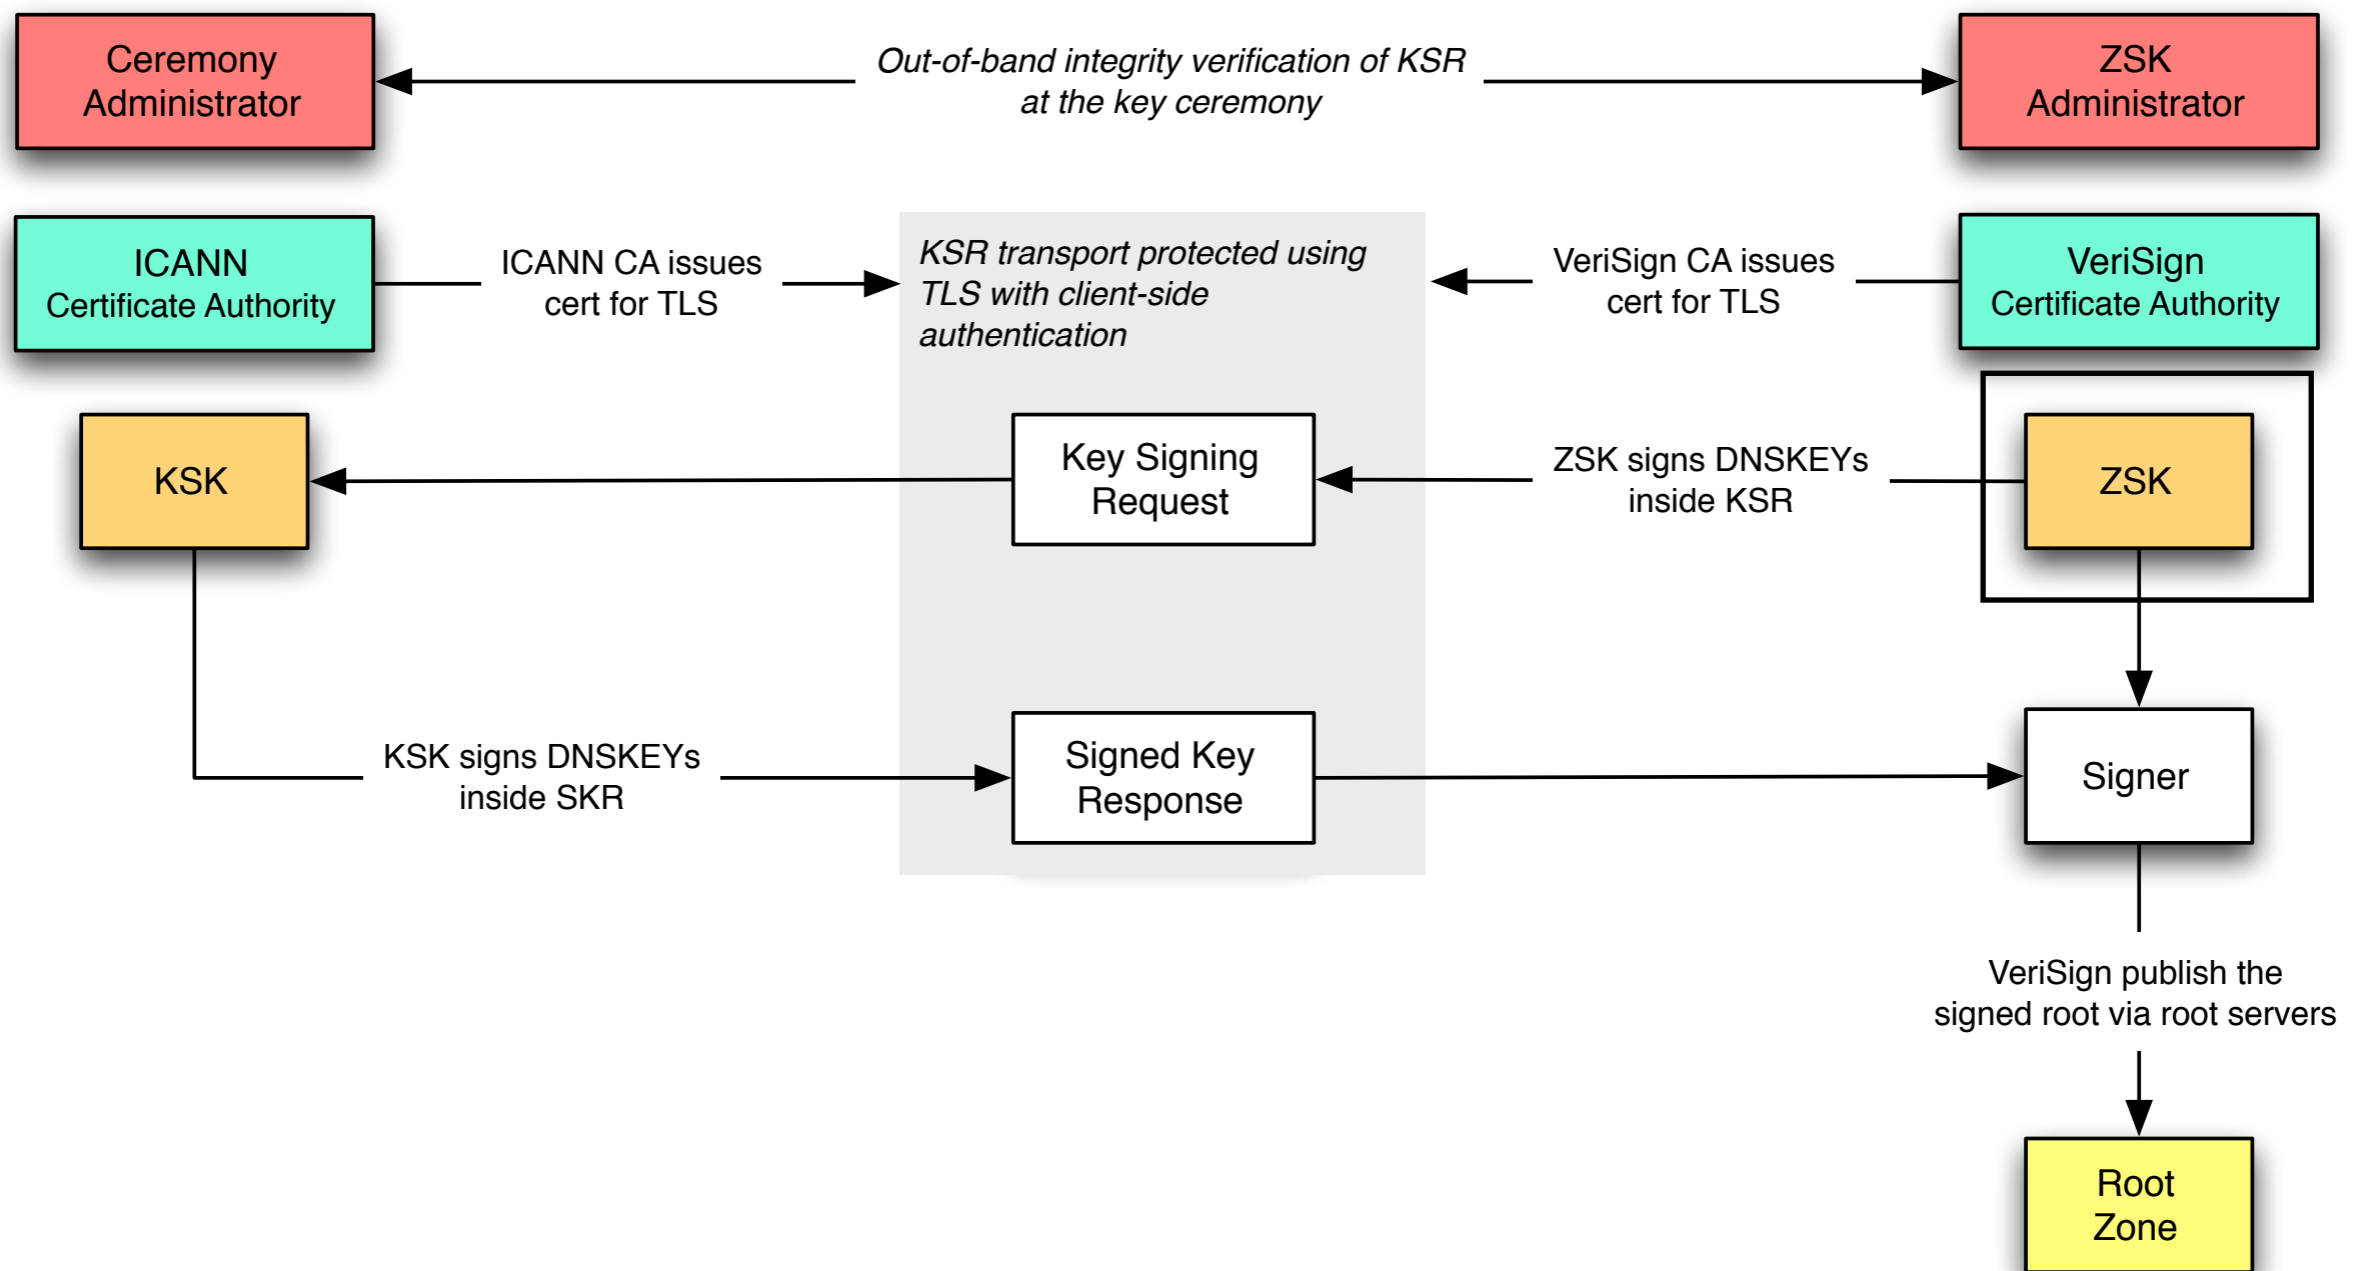 Ceremony
Administrator
Out-of-band integrity verification of KSR
at the key ceremony
ZSK
Administrator
ICANN
Certificate Authority
ICANN CA issues
cert for TLS
KSR transport protected using
TLS with client-side
authentication
VeriSign CA issues
cert for TLS
VeriSign
Certificate Authority
KSK
Key Signing
Request
ZSK signs DNSKEYs
inside KSR
ZSK
KSK signs DNSKEYs
inside SKR
Signed Key
Response
Signer
VeriSign publish the
signed root via root servers
Root
Zone